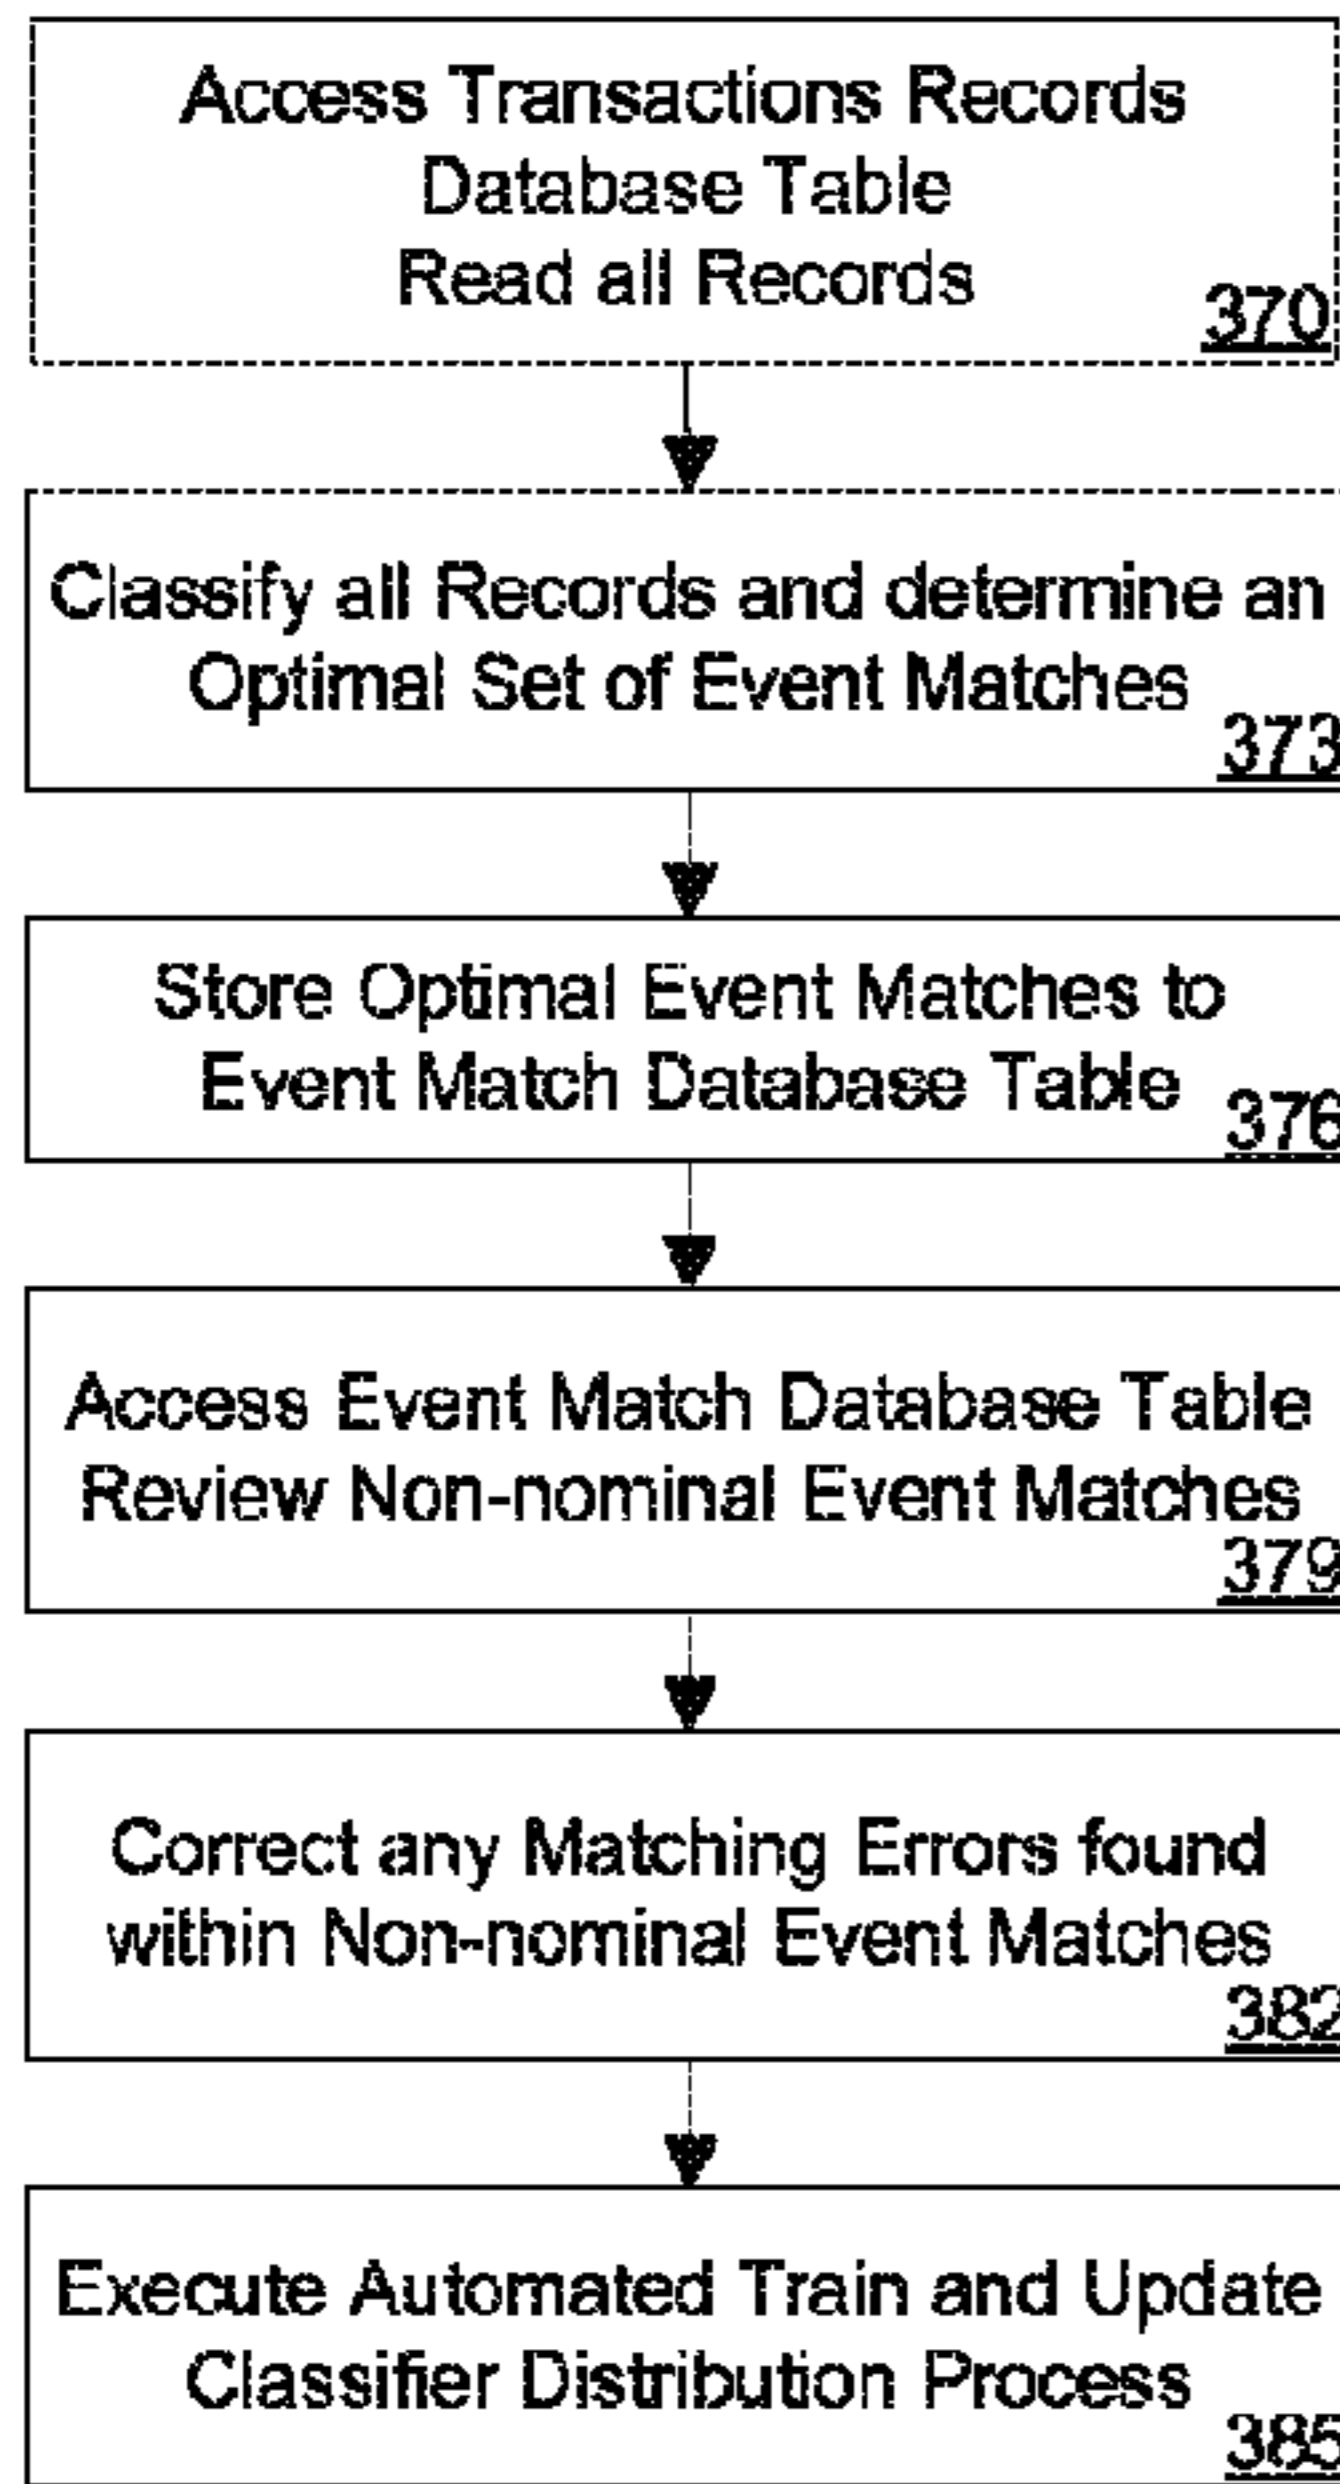 Access Transactions Records
Database Table
Read all Records
370
Classify all Records and determine an
Optimal Set of Event Matches
373
Store Optimal Event Matches to
Event Match Database Table
376
Access Event Match Database Table
Review Non-nominal Event Matches
379
Correct any Matching Errors found
within Non-nominal Event Matches
382
Execute Automated Train and Update
Classifier Distribution Process
385